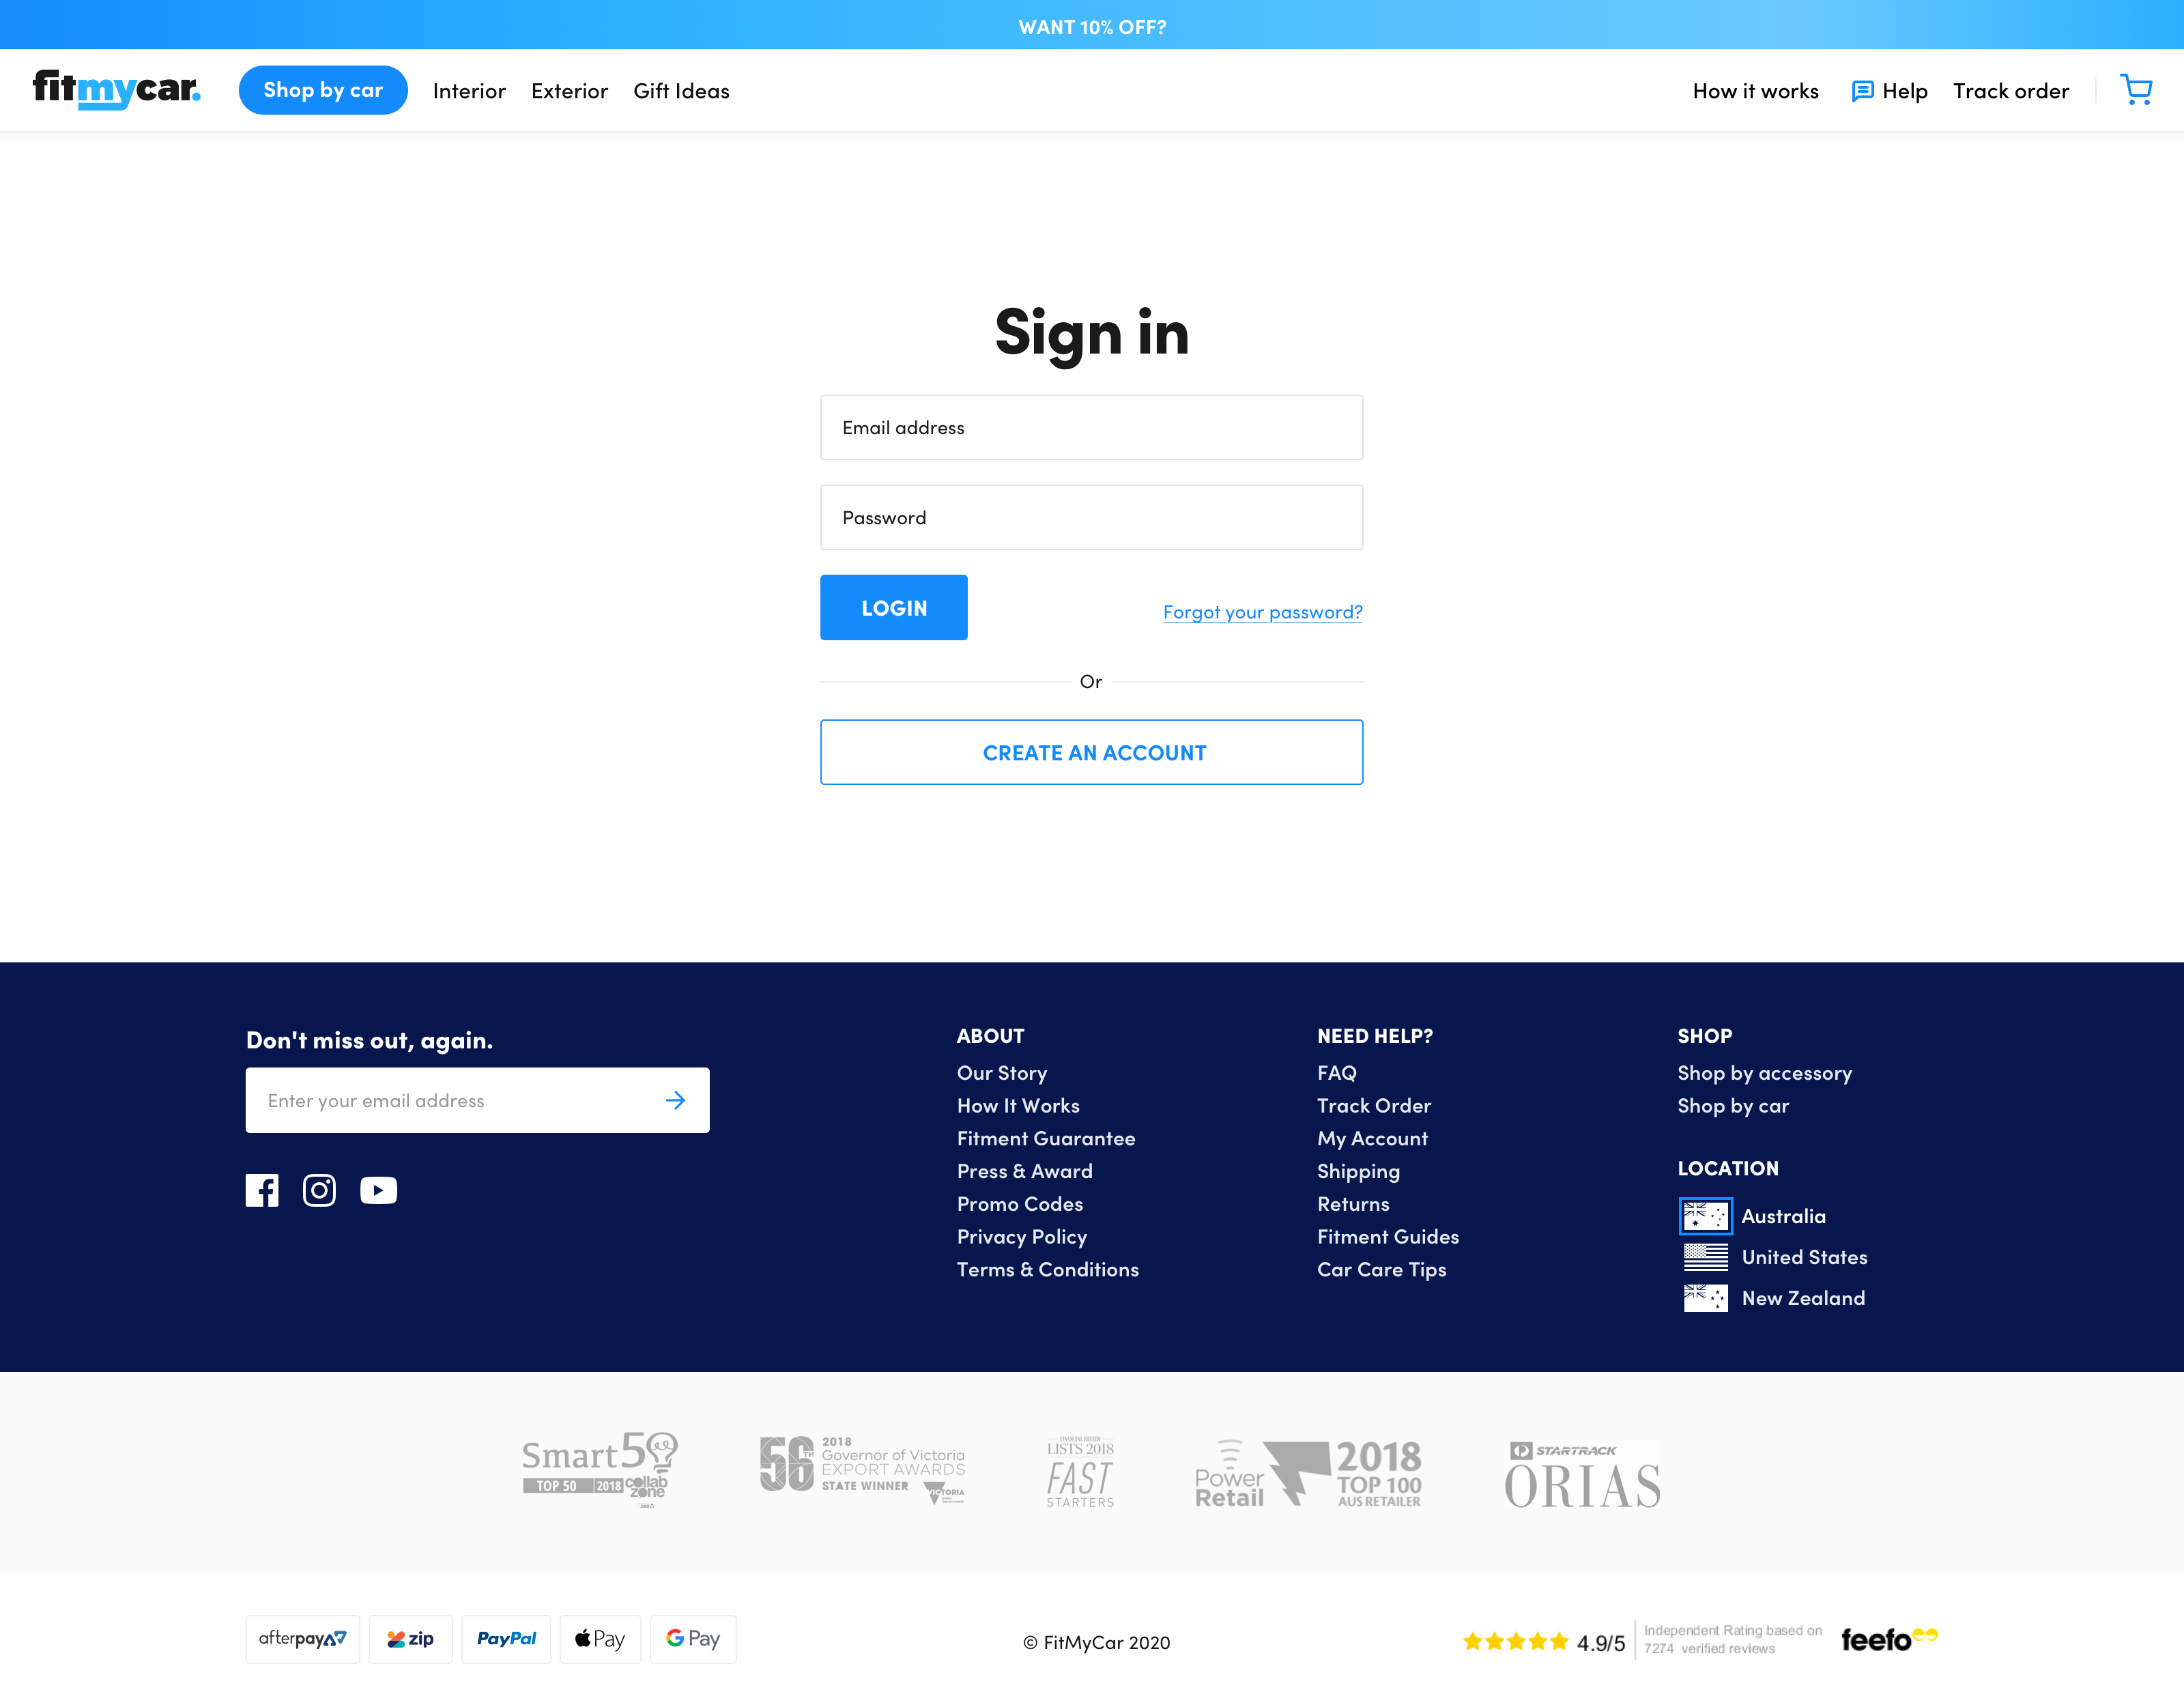 WANT 10% OFF?
fitmycar. Shop by car Interior Exterior Gift Ideas How it works Help Track order
Sign in
Email address
Password
LOGIN Forgot your password?
Or
CREATE AN ACCOUNT
Don't miss out, again.
Enter your email address
ABOUT
Our Story
How It Works
Fitment Guarantee
Press & Award
Promo Codes
Privacy Policy
Terms & Conditions
NEED HELP?
FAQ
Track Order
My Account
Shipping
Returns
Fitment Guides
Car Care Tips
SHOP
Shop by accessory
Shop by car
LOCATION
Australia
United States
New Zealand
Smart50
TOP 50 2018 collab
zone
56TH
2018
Governor of Victoria
EXPORT AWARDS
STATE WINNER
VICTORIA
FINANCIAL REVIEW
LISTS 2018
FAST
STARTERS
Power
Retail
2018
TOP 100
AUS RETAILER
STARTRACK
ORIAS
afterpay zip PayPal Pay G Pay
© FitMyCar 2020
4.9/5
Independent Rating based on
7274 verified reviews
feefo